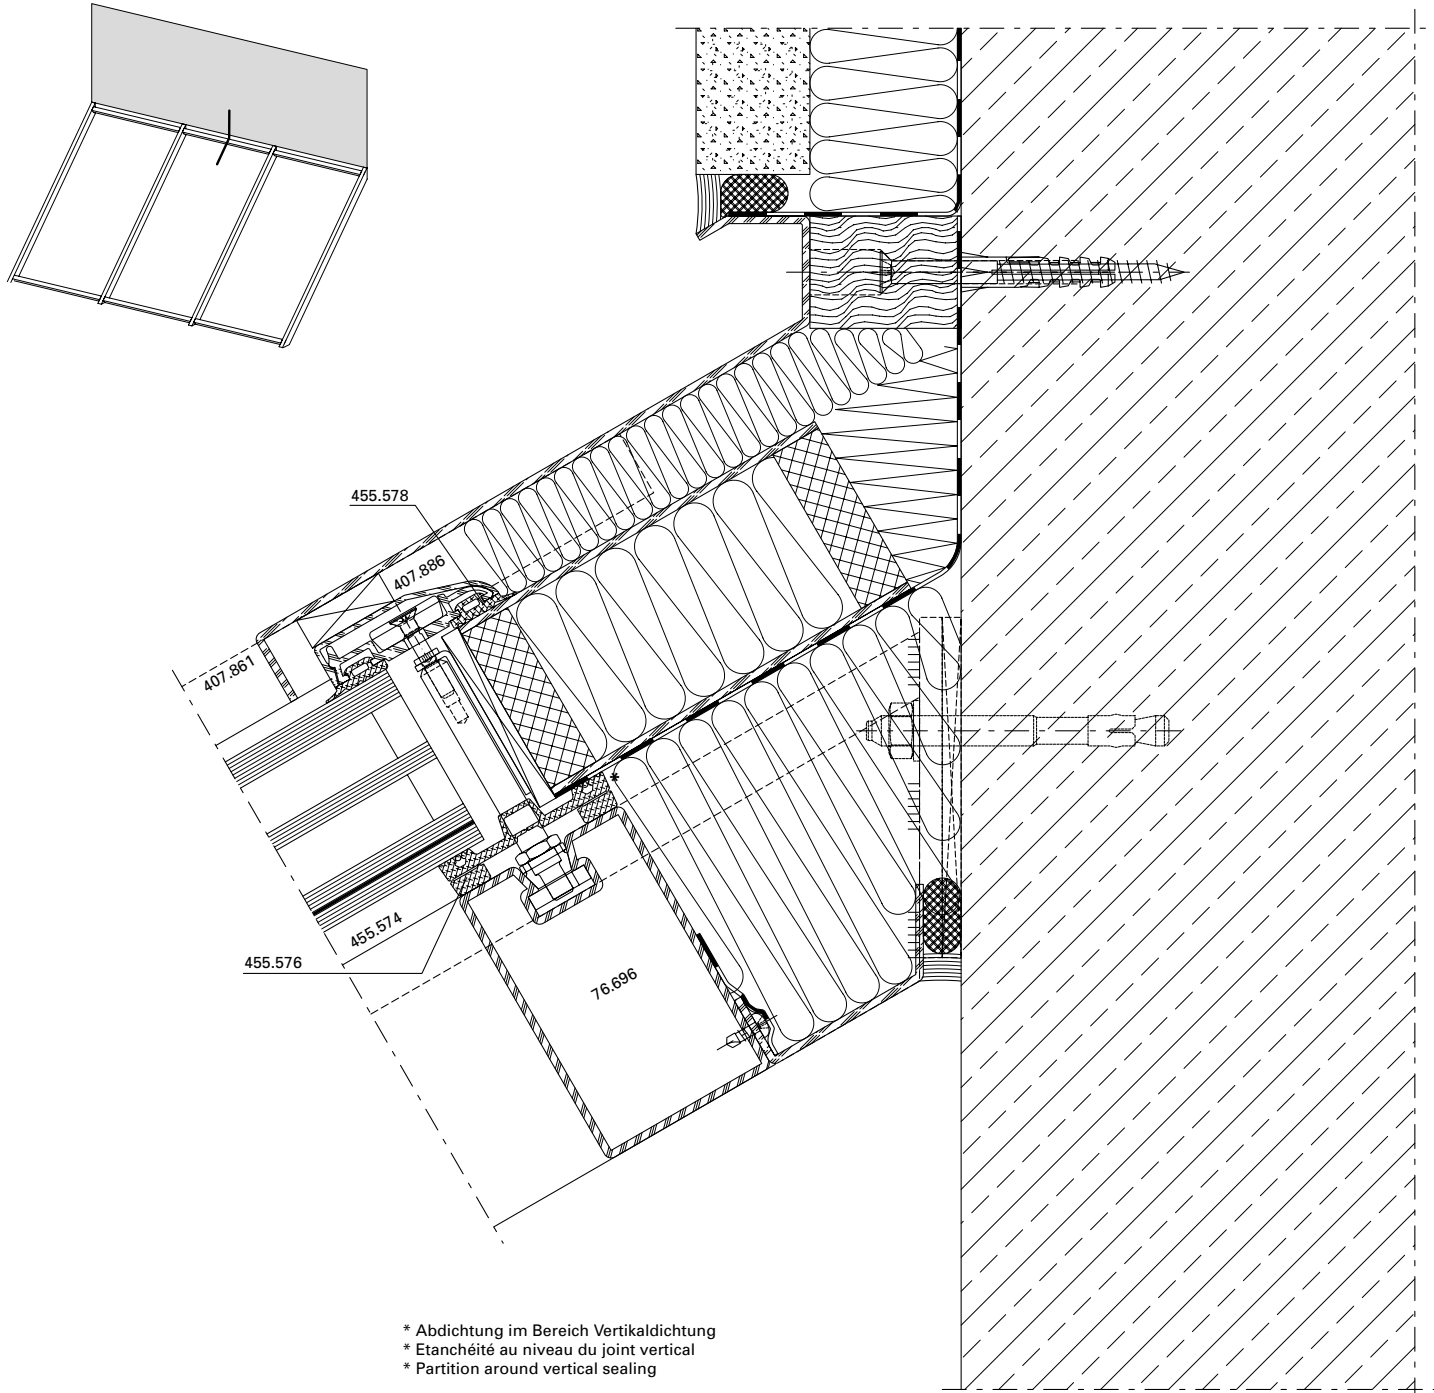 455.578
407.886
407.861
*
455.574
455.576
76.696
* Abdichtung im Bereich Vertikaldichtung
* Etanchéité au niveau du joint vertical
* Partition around vertical sealing